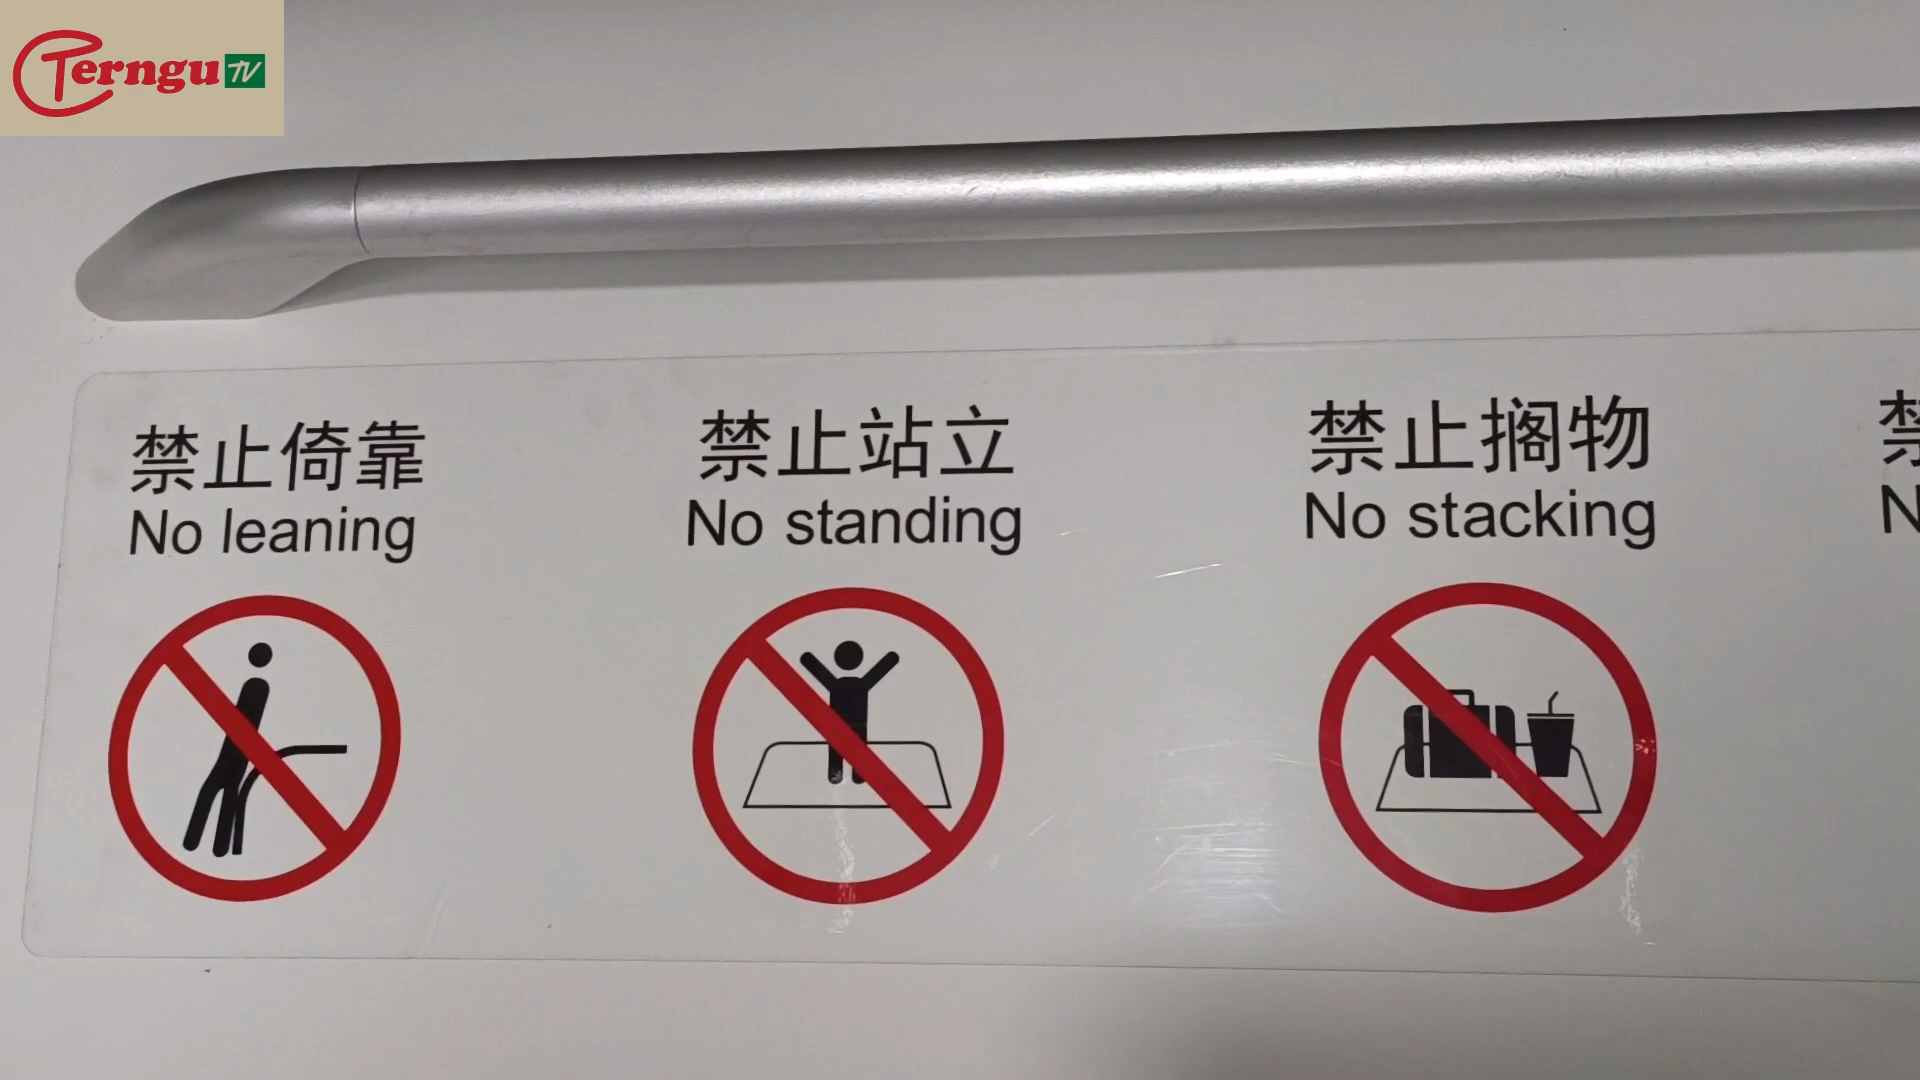 Terngu TV
禁止倚靠
No leaning
禁止站立
No standing
禁止搁物
No stacking